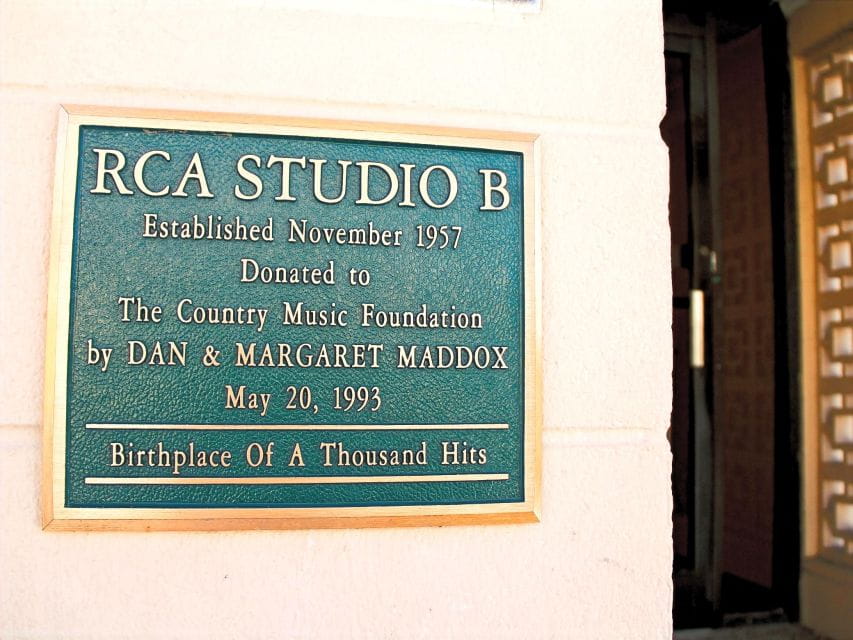 RCA STUDIO B
Established November 1957
Donated to
The Country Music Foundation
by DAN & MARGARET MADDOX
May 20, 1993
Birthplace Of A Thousand Hits